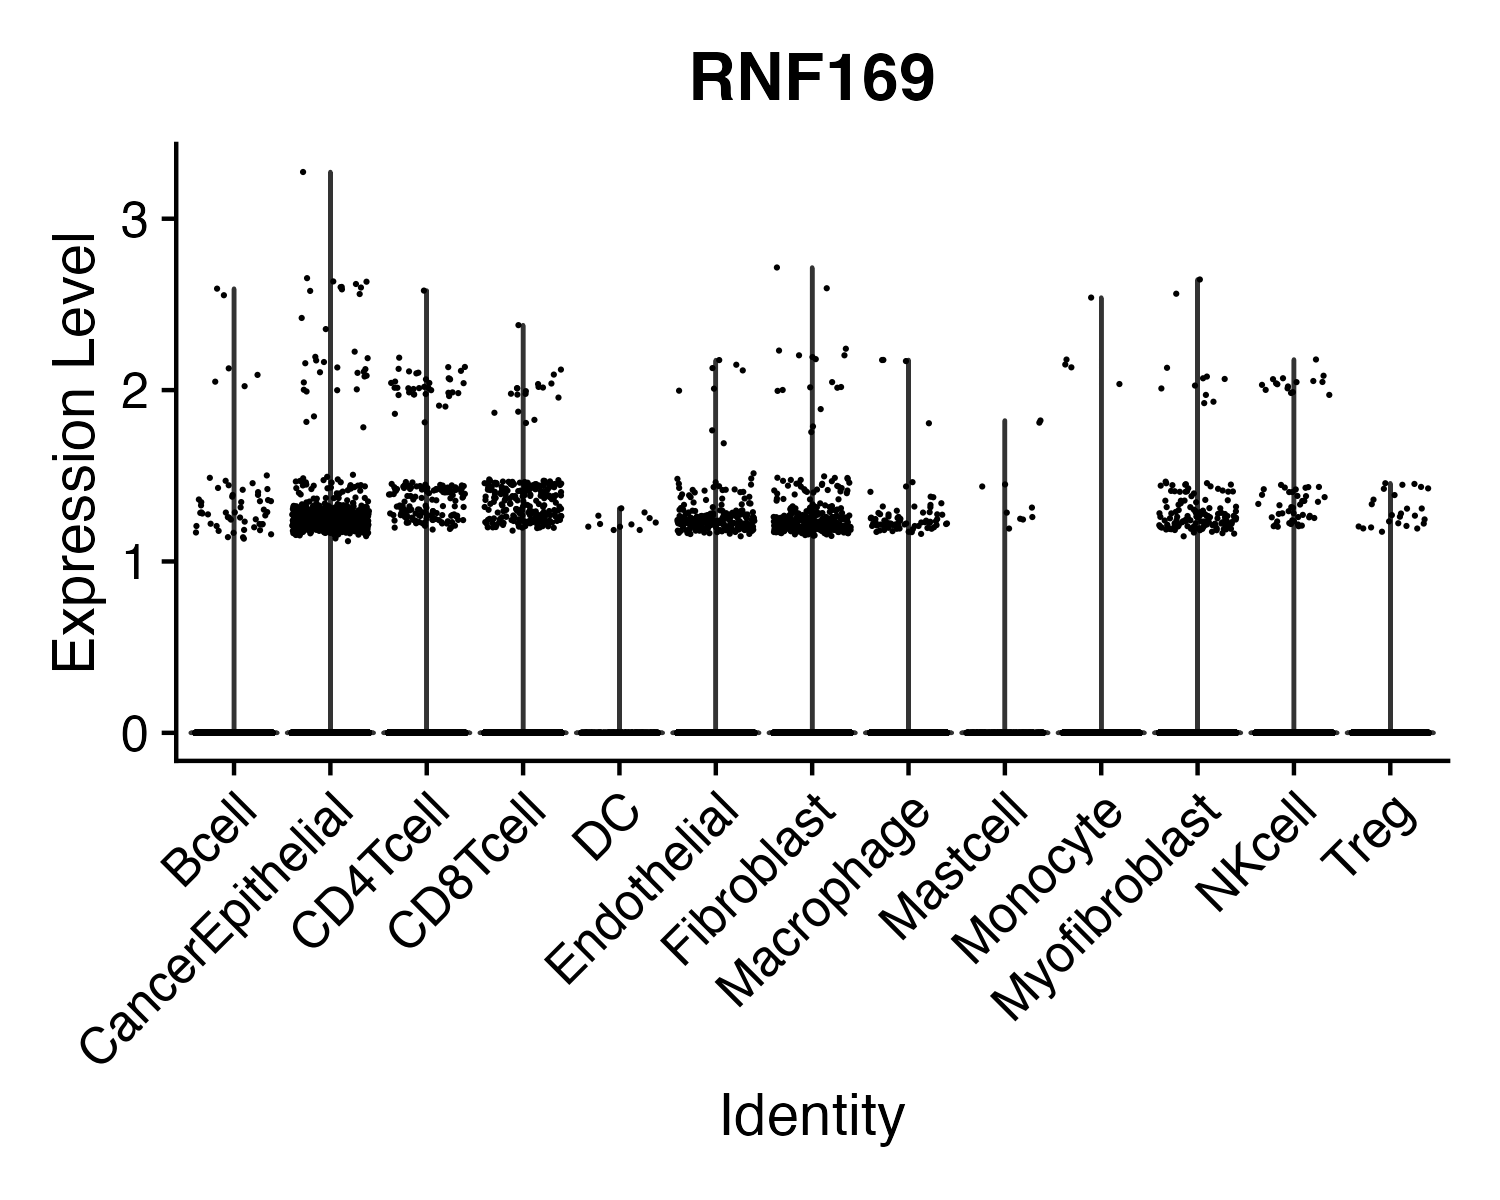 RNF169
Expression Level
3
2
1
0
Bcell
CancerEpithelial
CD4Tcell
CD8Tcell
DC
Endothelial
Fibroblast
Macrophage
Mastcell
Monocyte
Myofibroblast
NKcell
Treg
Identity